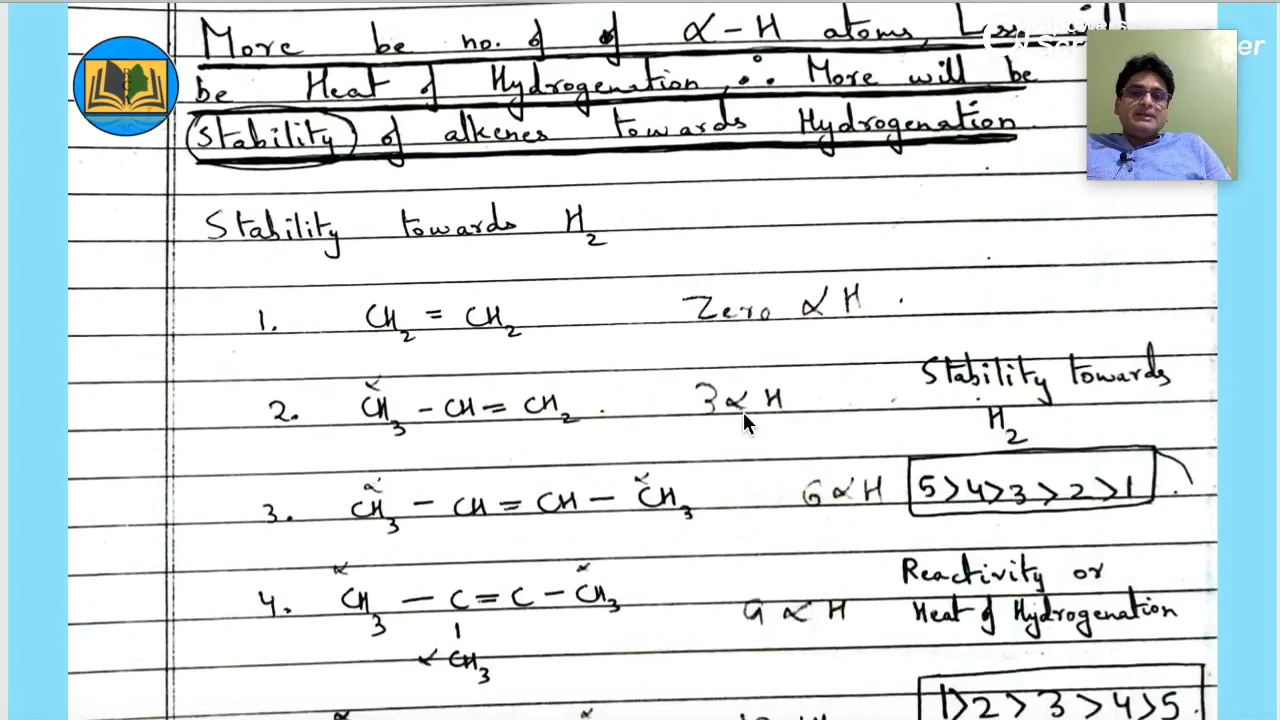 More be no. of α-H atoms, Less will
be Heat of Hydrogenation, ∴ More will be
Stability of alkenes towards Hydrogenation
Stability towards H₂
1. CH₂ = CH₂ Zero α H .
2. CH₃ - CH = CH₂ . 3 α H
α
Stability towards
H₂
3. CH₃ - CH = CH - CH₃ 6 α H 5>4>3>2>1 .
α α
4. CH₃ - C = C - CH₃ 9 α H
α α
α CH₃
Reactivity or
Heat of Hydrogenation
1>2>3>4>5.